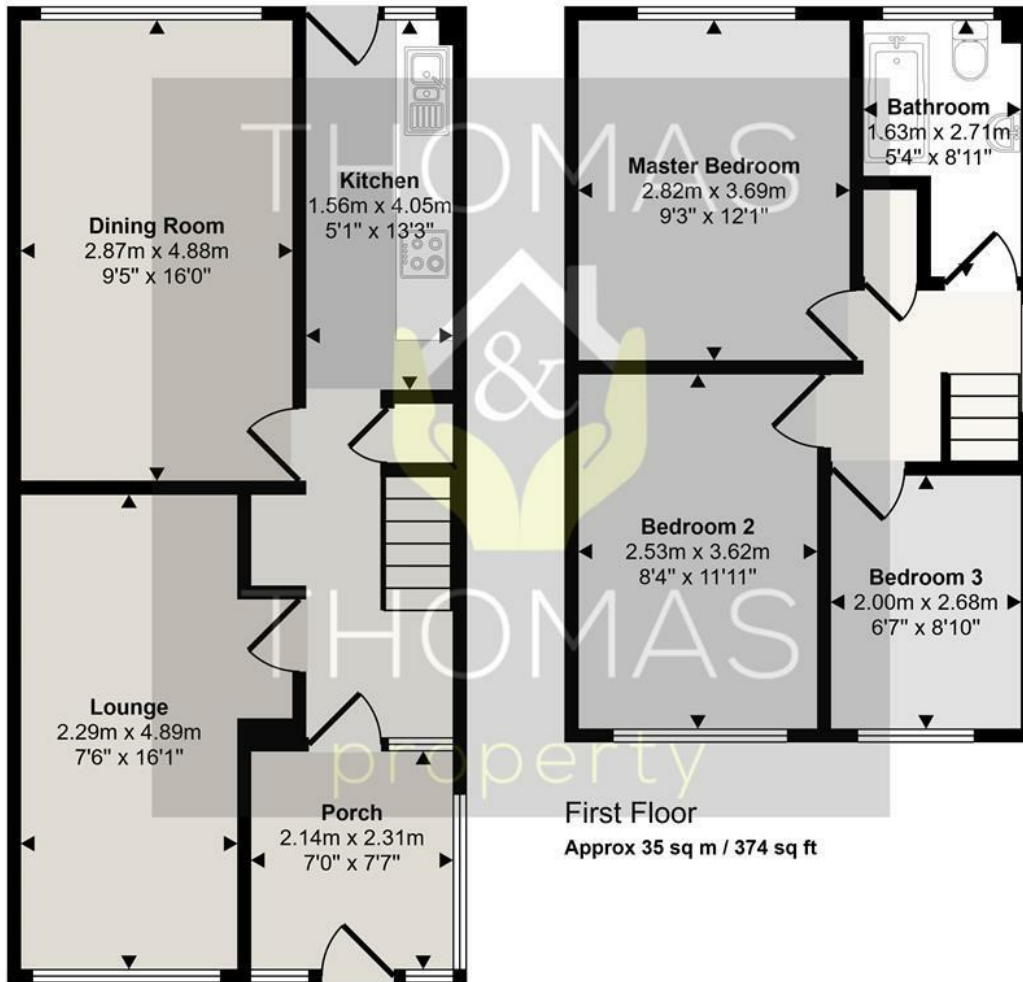 Dining Room
2.87m x 4.88m
9'5" x 16'0"
Kitchen
1.56m x 4.05m
5'1" x 13'3"
Lounge
2.29m x 4.89m
7'6" x 16'1"
Porch
2.14m x 2.31m
7'0" x 7'7"
Master Bedroom
2.82m x 3.69m
9'3" x 12'1"
Bathroom
1.63m x 2.71m
5'4" x 8'11"
Bedroom 2
2.53m x 3.62m
8'4" x 11'11"
Bedroom 3
2.00m x 2.68m
6'7" x 8'10"
First Floor
Approx 35 sq m / 374 sq ft
THOMAS
&
THOMAS
property